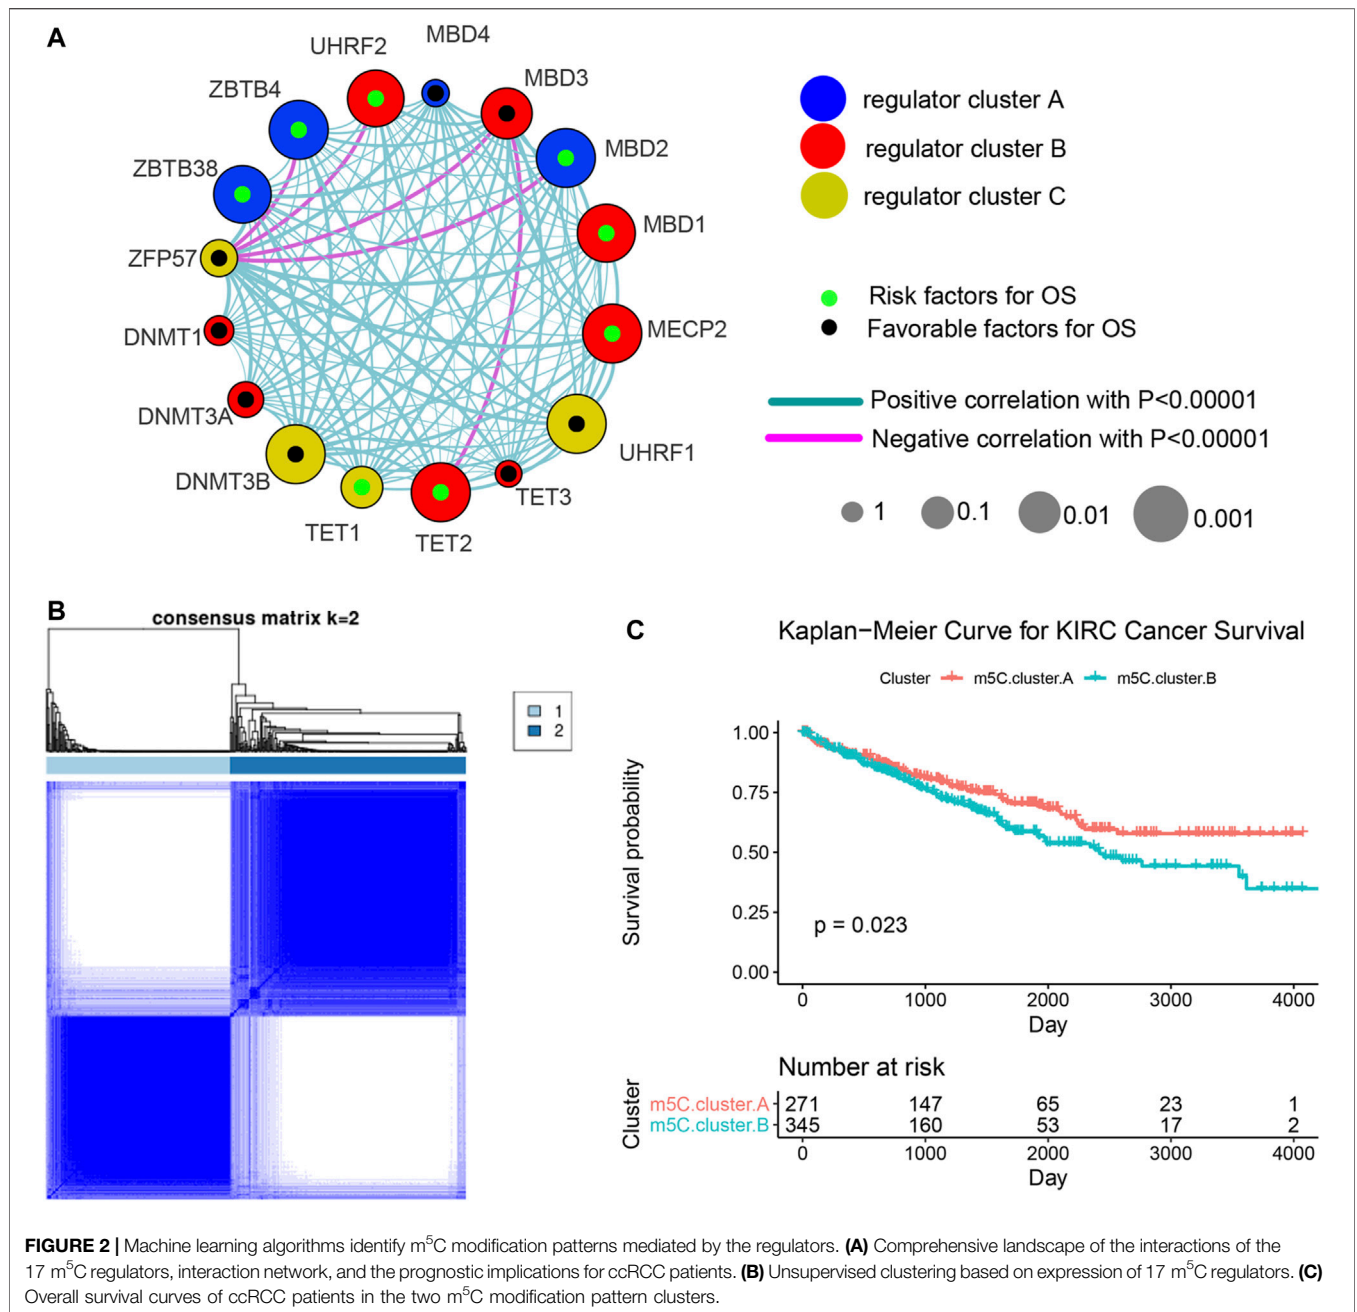 A
UHRF2
MBD4
MBD3
ZBTB4
MBD2
ZBTB38
MBD1
ZFP57
MECP2
DNMT1
DNMT3A
UHRF1
DNMT3B
TET3
TET1
TET2
regulator cluster A
regulator cluster B
regulator cluster C
Risk factors for OS
Favorable factors for OS
Positive correlation with P<0.00001
Negative correlation with P<0.00001
1 0.1 0.01 0.001
B
consensus matrix k=2
1
2
C
Kaplan−Meier Curve for KIRC Cancer Survival
Cluster m5C.cluster.A m5C.cluster.B
Survival probability
1.00
0.75
0.50
0.25
0.00
p = 0.023
0 1000 2000 3000 4000
Day
Number at risk
Cluster
m5C.cluster.A 271 147 65 23 1
m5C.cluster.B 345 160 53 17 2
0 1000 2000 3000 4000
Day
FIGURE 2 | Machine learning algorithms identify m⁵C modification patterns mediated by the regulators. (A) Comprehensive landscape of the interactions of the
17 m⁵C regulators, interaction network, and the prognostic implications for ccRCC patients. (B) Unsupervised clustering based on expression of 17 m⁵C regulators. (C)
Overall survival curves of ccRCC patients in the two m⁵C modification pattern clusters.